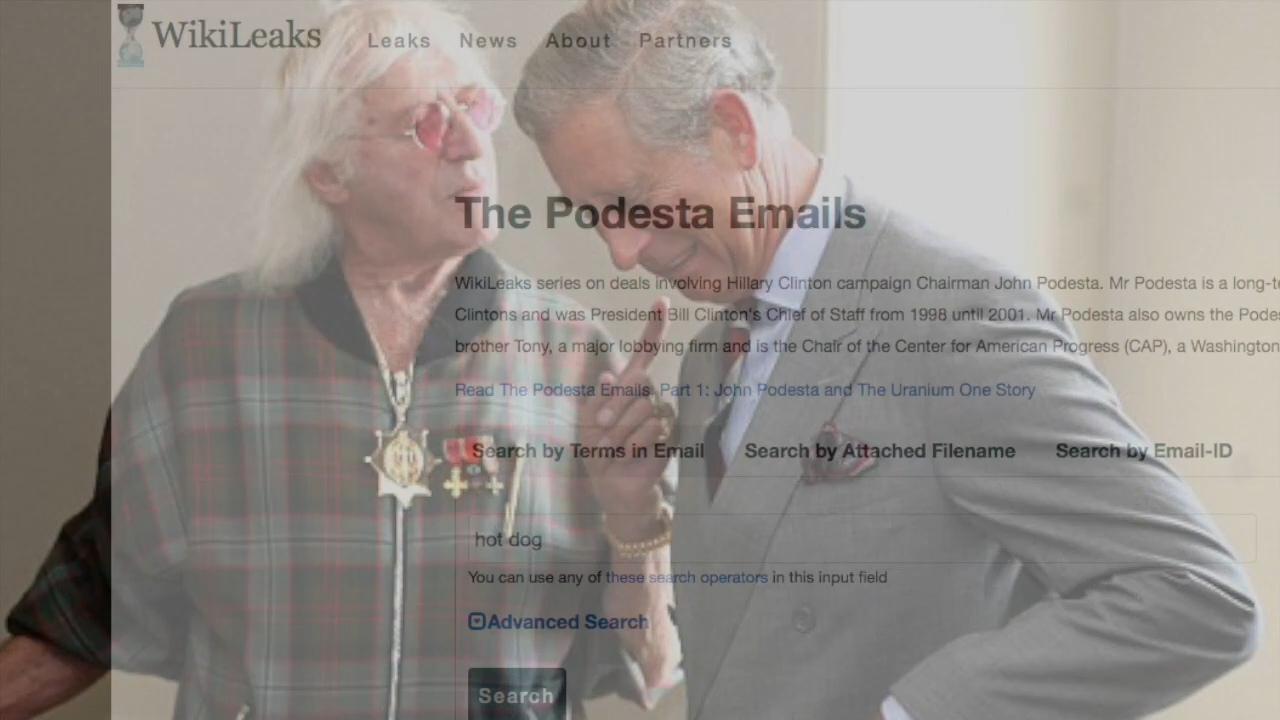 WikiLeaks Leaks News About Partners
The Podesta Emails
WikiLeaks series on deals involving Hillary Clinton campaign Chairman John Podesta. Mr Podesta is a long-te
Clintons and was President Bill Clinton's Chief of Staff from 1998 until 2001. Mr Podesta also owns the Podes
brother Tony, a major lobbying firm and is the Chair of the Center for American Progress (CAP), a Washington
Read The Podesta Emails, Part 1: John Podesta and The Uranium One Story
Search by Terms in Email Search by Attached Filename Search by Email-ID
hot dog
You can use any of these search operators in this input field
Advanced Search
Search